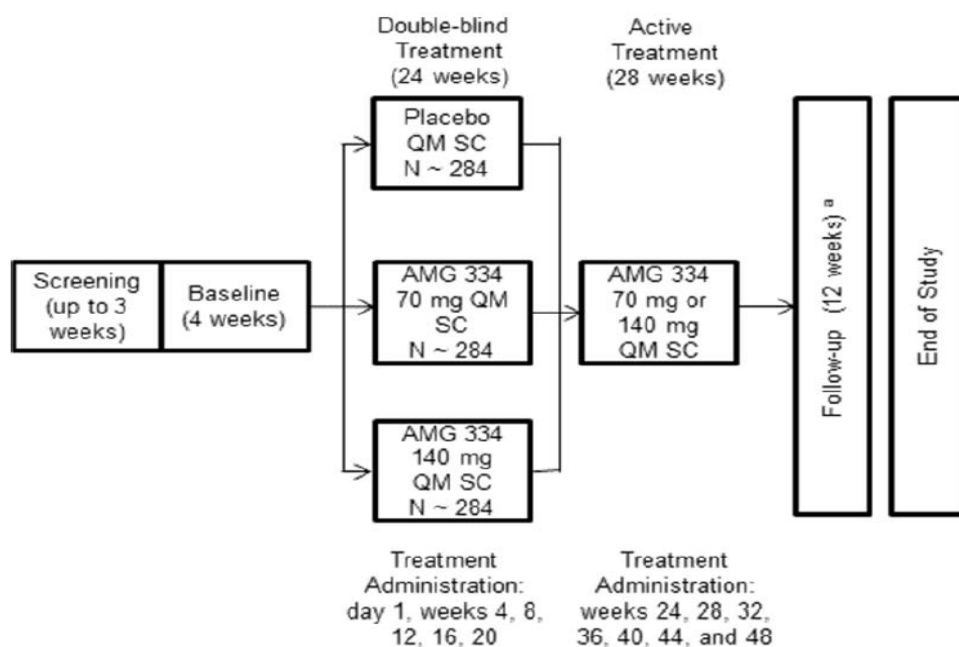 Double-blind
Treatment
(24 weeks)
Active
Treatment
(28 weeks)
Placebo
QM SC
N ~ 284
Screening
(up to 3
weeks)
Baseline
(4 weeks)
AMG 334
70 mg QM
SC
N ~ 284
AMG 334
70 mg or
140 mg
QM SC
Follow-up (12 weeks) a
End of Study
AMG 334
140 mg
QM SC
N ~ 284
Treatment
Administration:
day 1, weeks 4, 8,
12, 16, 20
Treatment
Administration:
weeks 24, 28, 32,
36, 40, 44, and 48